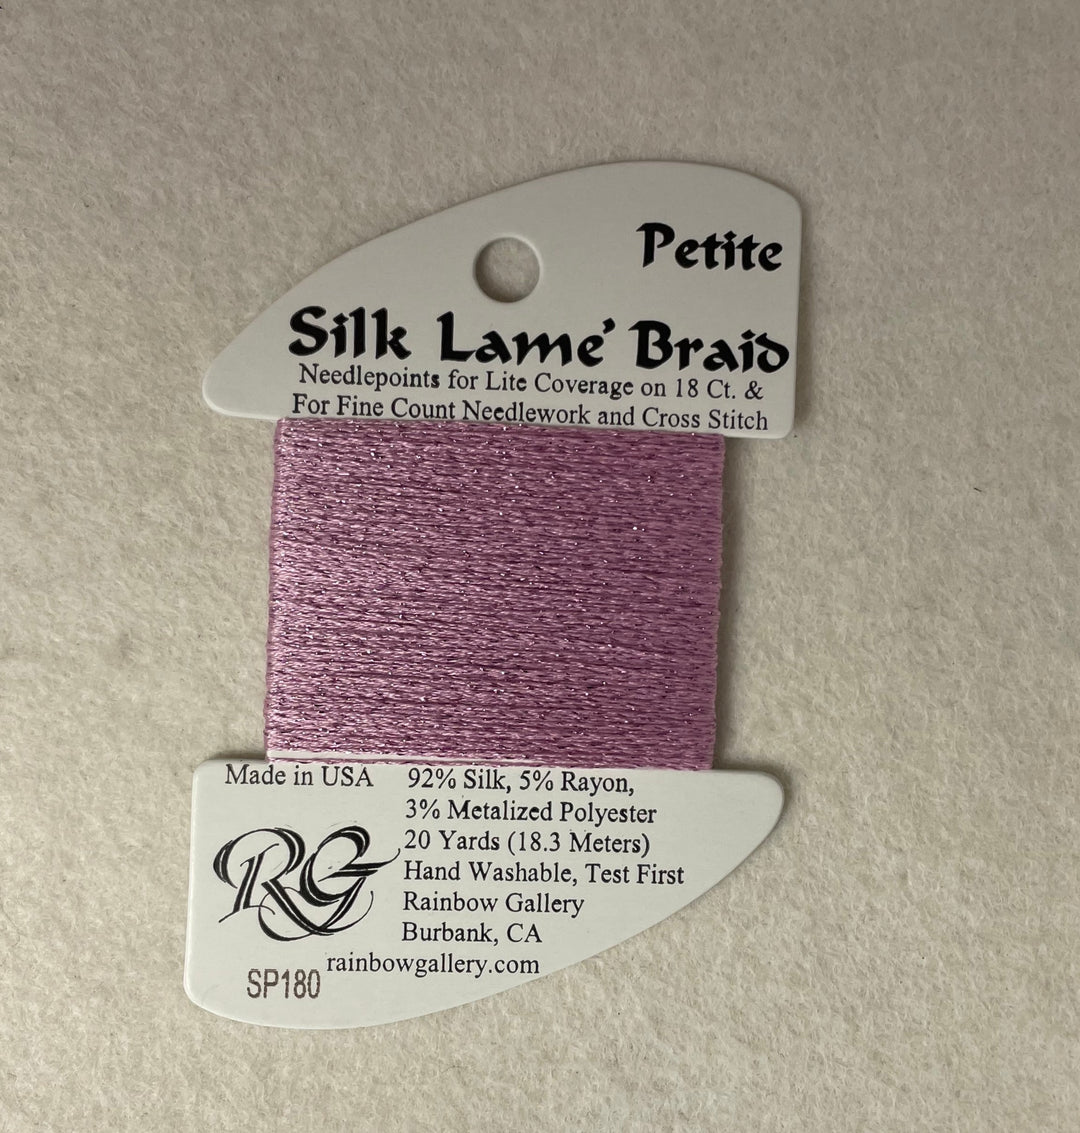 Petite
Silk Lame' Braid
Needlepoints for Lite Coverage on 18 Ct. &
For Fine Count Needlework and Cross Stitch
Made in USA
92% Silk, 5% Rayon,
3% Metalized Polyester
20 Yards (18.3 Meters)
Hand Washable, Test First
Rainbow Gallery
Burbank, CA
rainbowgallery.com
RG
SP180